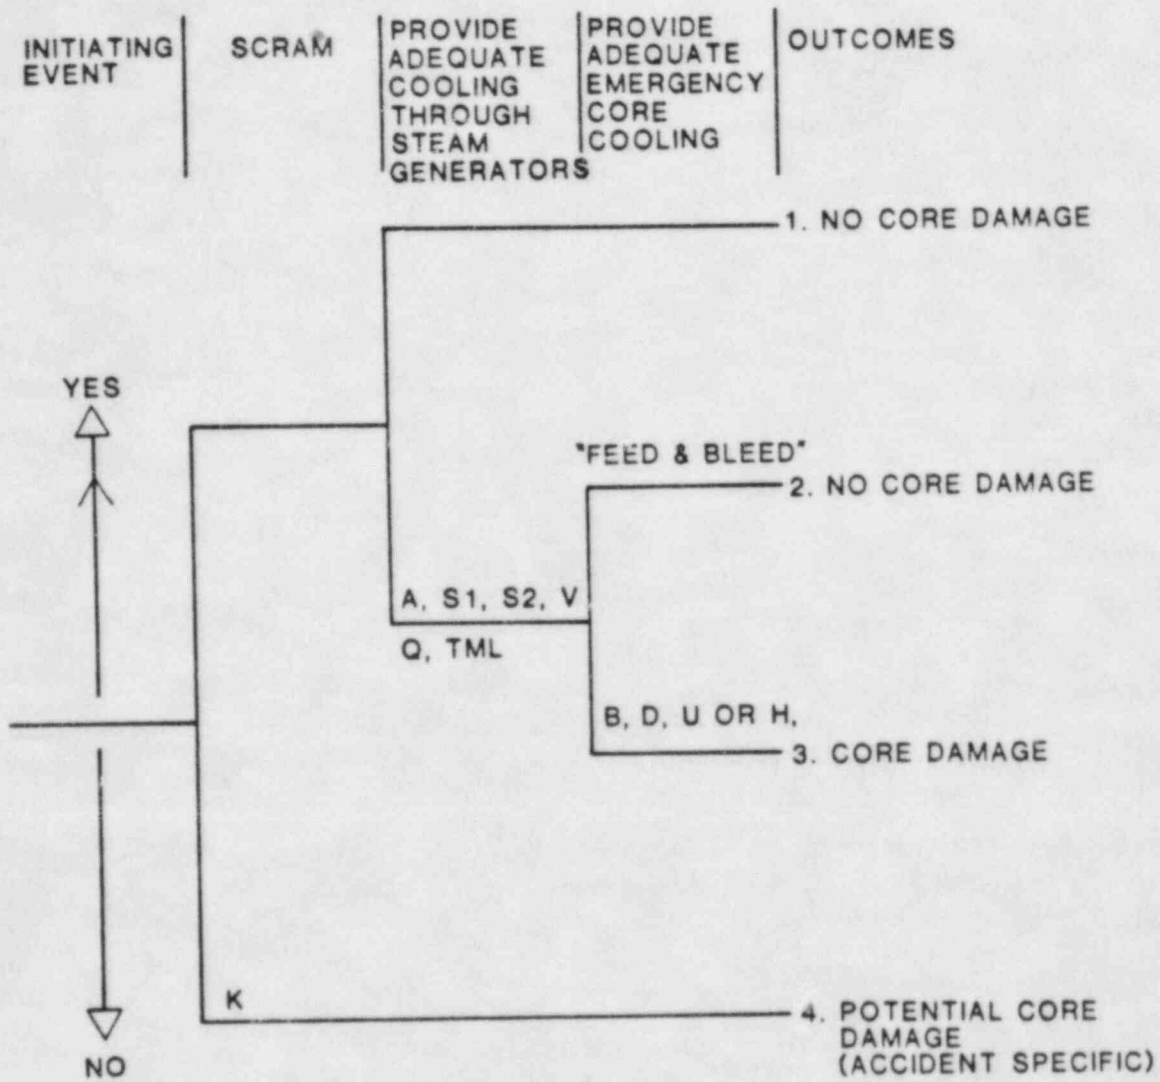 INITIATING
EVENT
SCRAM
PROVIDE
ADEQUATE
COOLING
THROUGH
STEAM
GENERATORS
PROVIDE
ADEQUATE
EMERGENCY
CORE
COOLING
OUTCOMES
1. NO CORE DAMAGE
YES
"FEED & BLEED"
2. NO CORE DAMAGE
A, S1, S2, V
Q, TML
B, D, U OR H,
3. CORE DAMAGE
K
4. POTENTIAL CORE
DAMAGE
(ACCIDENT SPECIFIC)
NO